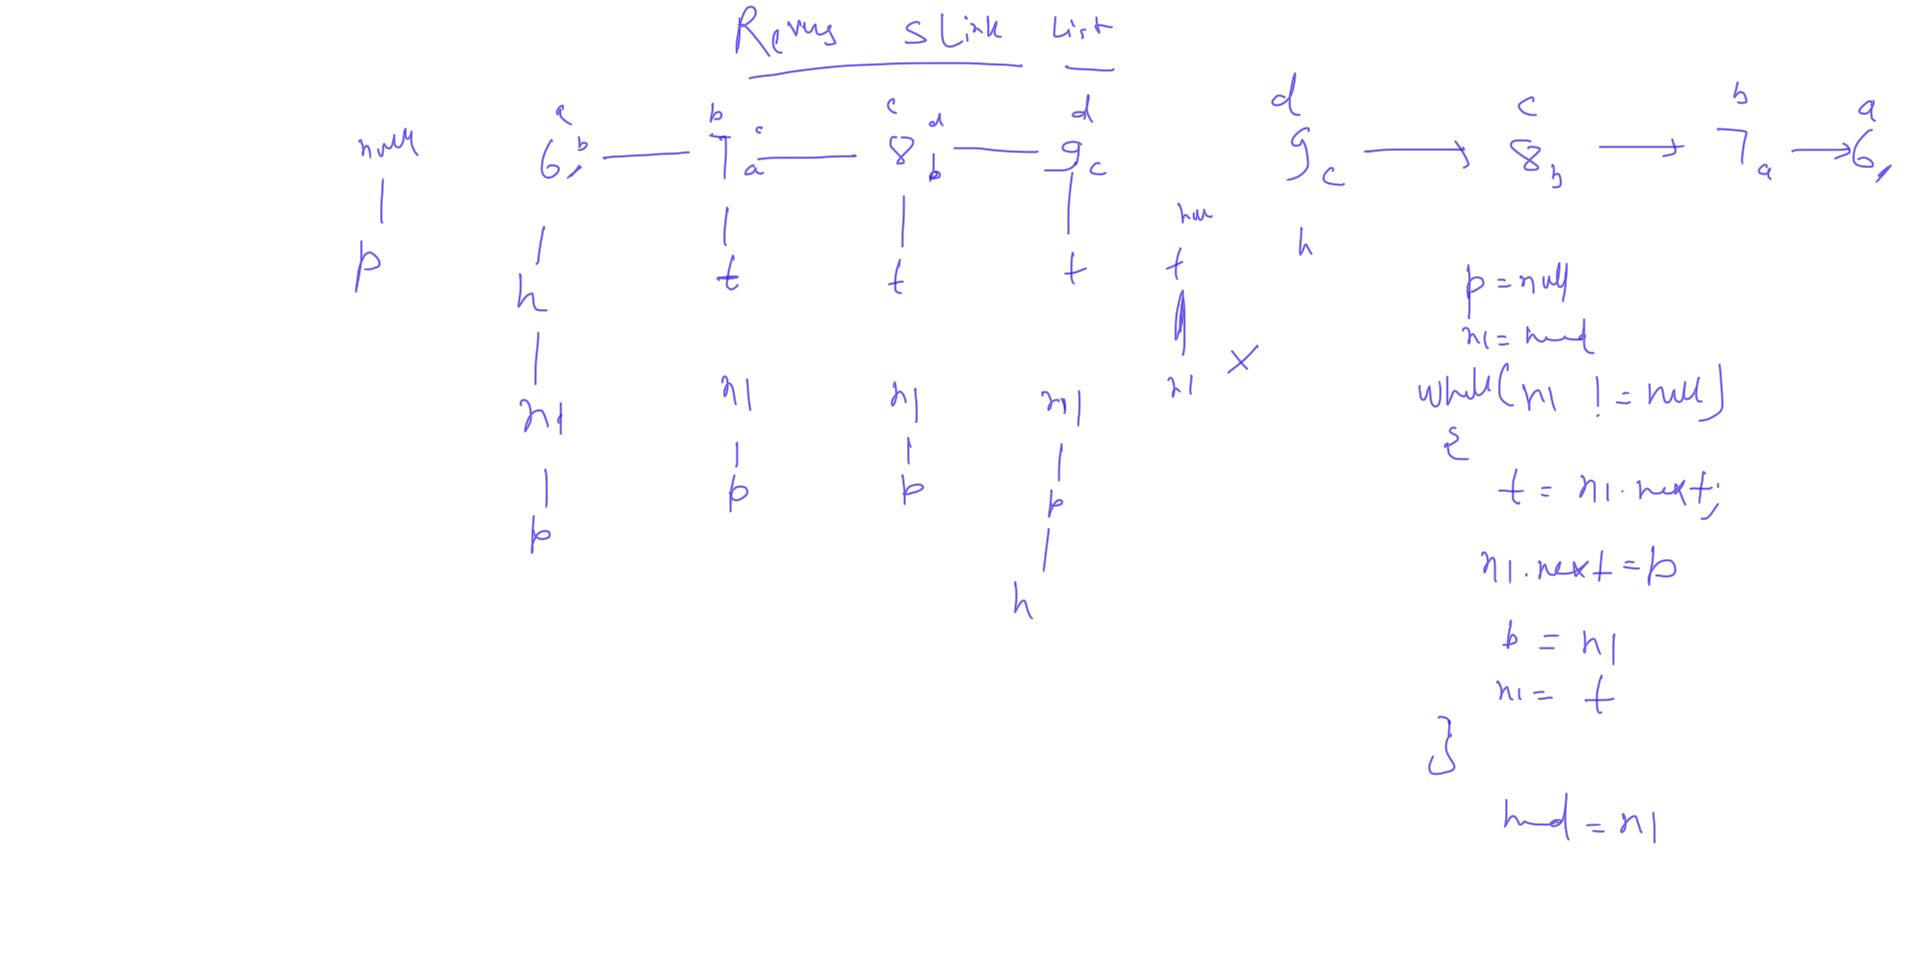 Revrs SLink List
a b c d d c b a
null 6, b 7 c a 8 d b 9 c 9 c 8 b 7 a 6,
p h t t t null t h
p = null
n1 = head
n1 n1 n1 n1 n1 x
while(n1 != null)
{
p p p p
t = n1.next;
h
n1.next = p
p = n1
n1 = t
}
head = n1